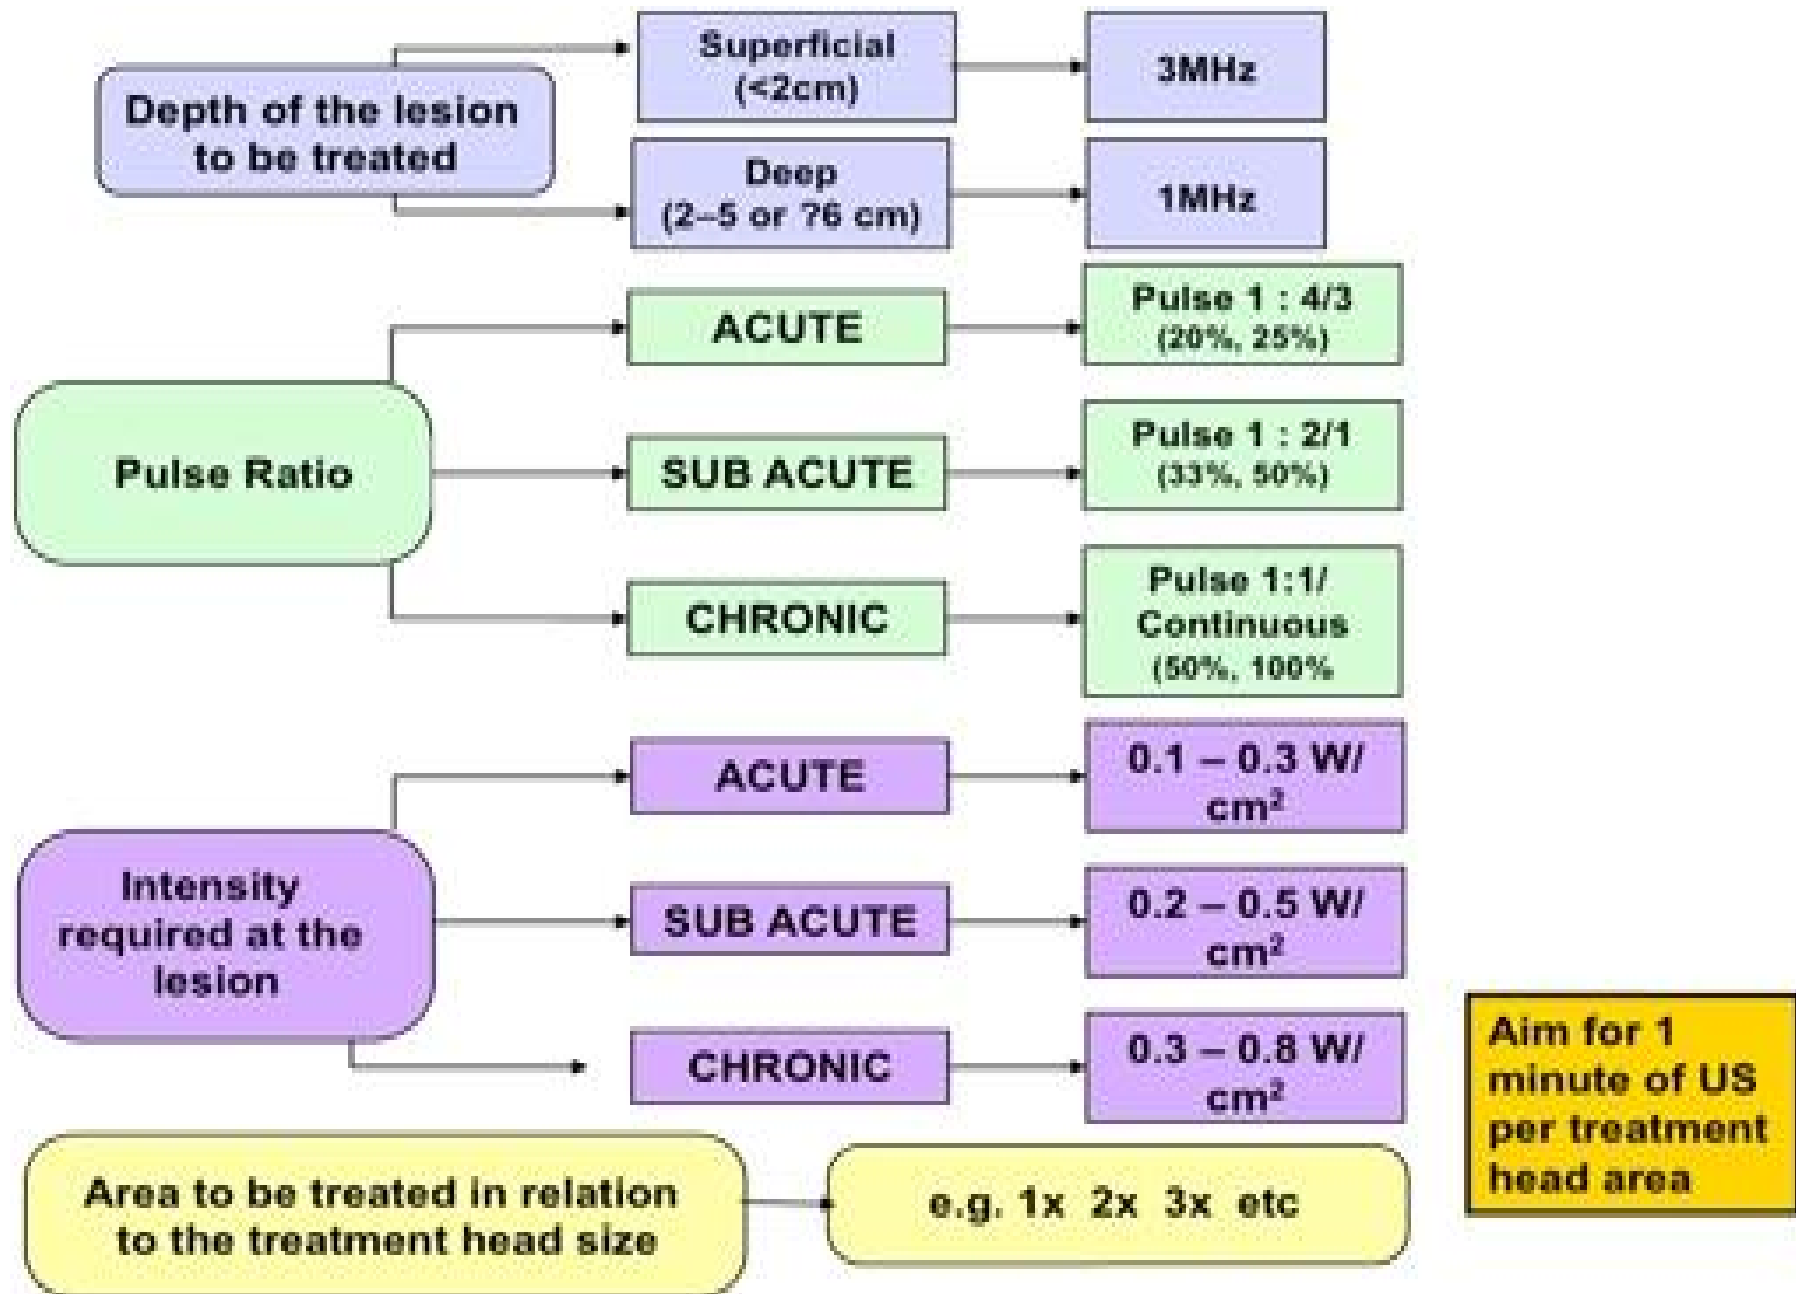 Superficial
(<2cm)
3MHz
Depth of the lesion
to be treated
Deep
(2–5 or ?6 cm)
1MHz
ACUTE
Pulse 1 : 4/3
(20%, 25%)
Pulse Ratio
SUB ACUTE
Pulse 1 : 2/1
(33%, 50%)
CHRONIC
Pulse 1:1/
Continuous
(50%, 100%
ACUTE
0.1 – 0.3 W/
cm²
Intensity
required at the
lesion
SUB ACUTE
0.2 – 0.5 W/
cm²
CHRONIC
0.3 – 0.8 W/
cm²
Aim for 1
minute of US
per treatment
head area
Area to be treated in relation
to the treatment head size
e.g. 1x 2x 3x etc